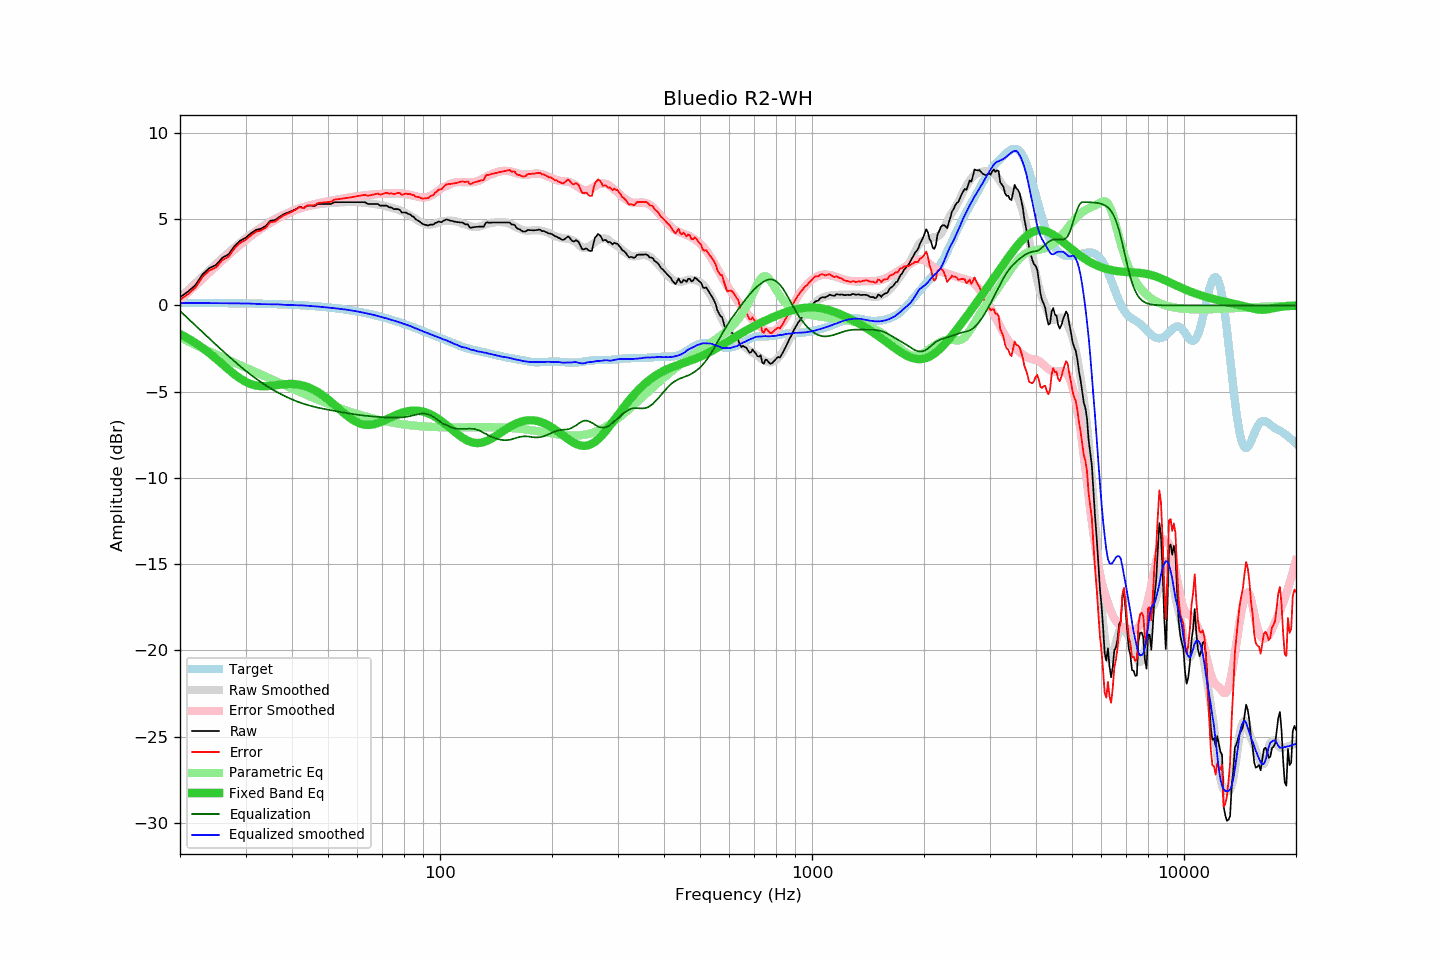 Bluedio R2-WH
10
5
0
−5
−10
−15
−20
−25
−30
Amplitude (dBr)
Target
Raw Smoothed
Error Smoothed
Raw
Error
Parametric Eq
Fixed Band Eq
Equalization
Equalized smoothed
100
1000
10000
Frequency (Hz)